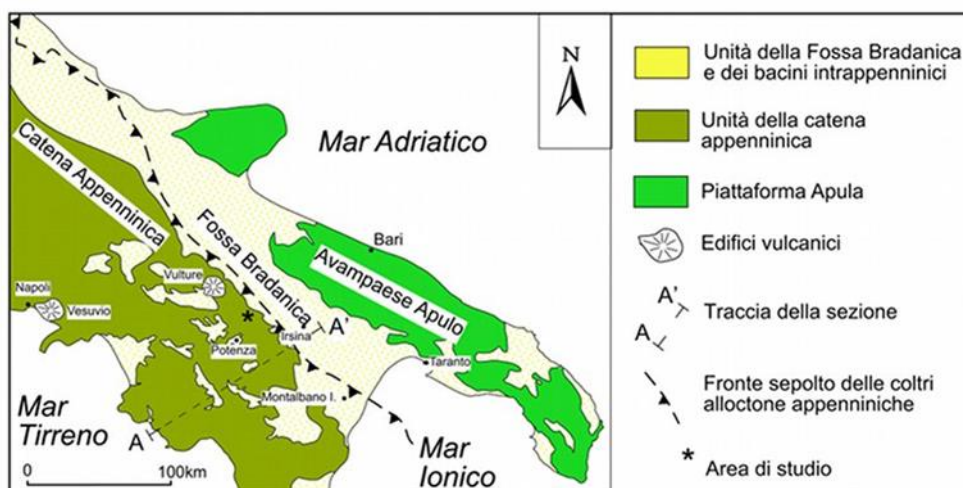 Catena Appenninica
Fossa Bradanica
Avampaese Apulo
Mar Adriatico
N
Bari
Napoli
Vesuvio
Vulture
*
Potenza
Irsina
A'
Taranto
Montalbano I.
A
Mar
Tirreno
Mar
Ionico
0
100km
Unità della Fossa Bradanica
e dei bacini intrappenninici
Unità della catena
appenninica
Piattaforma Apula
Edifici vulcanici
A'
A
Traccia della sezione
Fronte sepolto delle coltri
alloctone appenniniche
* Area di studio